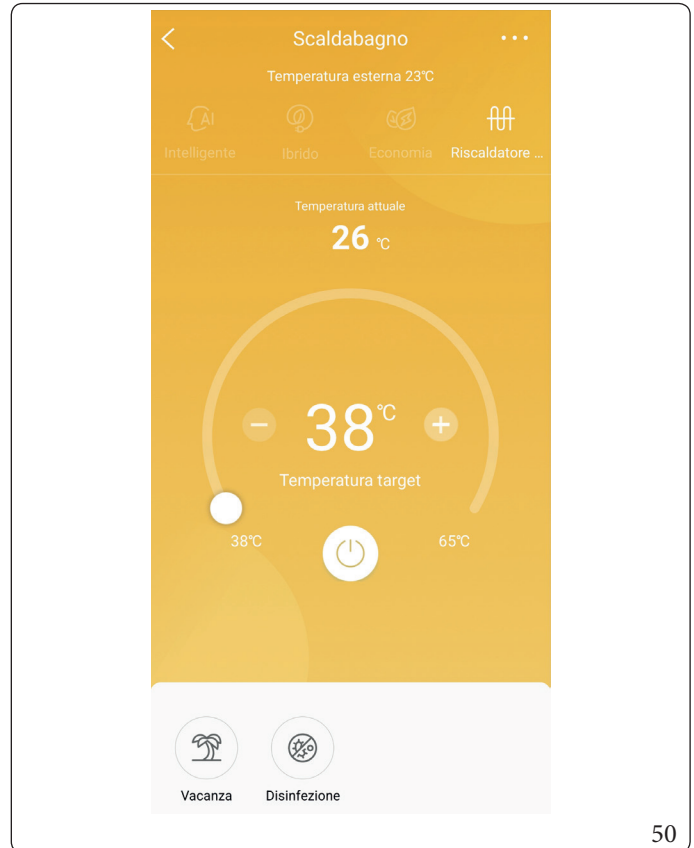 Scaldabagno
Temperatura esterna 23℃
AI
Intelligente Ibrido Economia Riscaldatore ...
Temperatura attuale
26 ℃
38℃
Temperatura target
38℃ 65℃
Vacanza Disinfezione
50